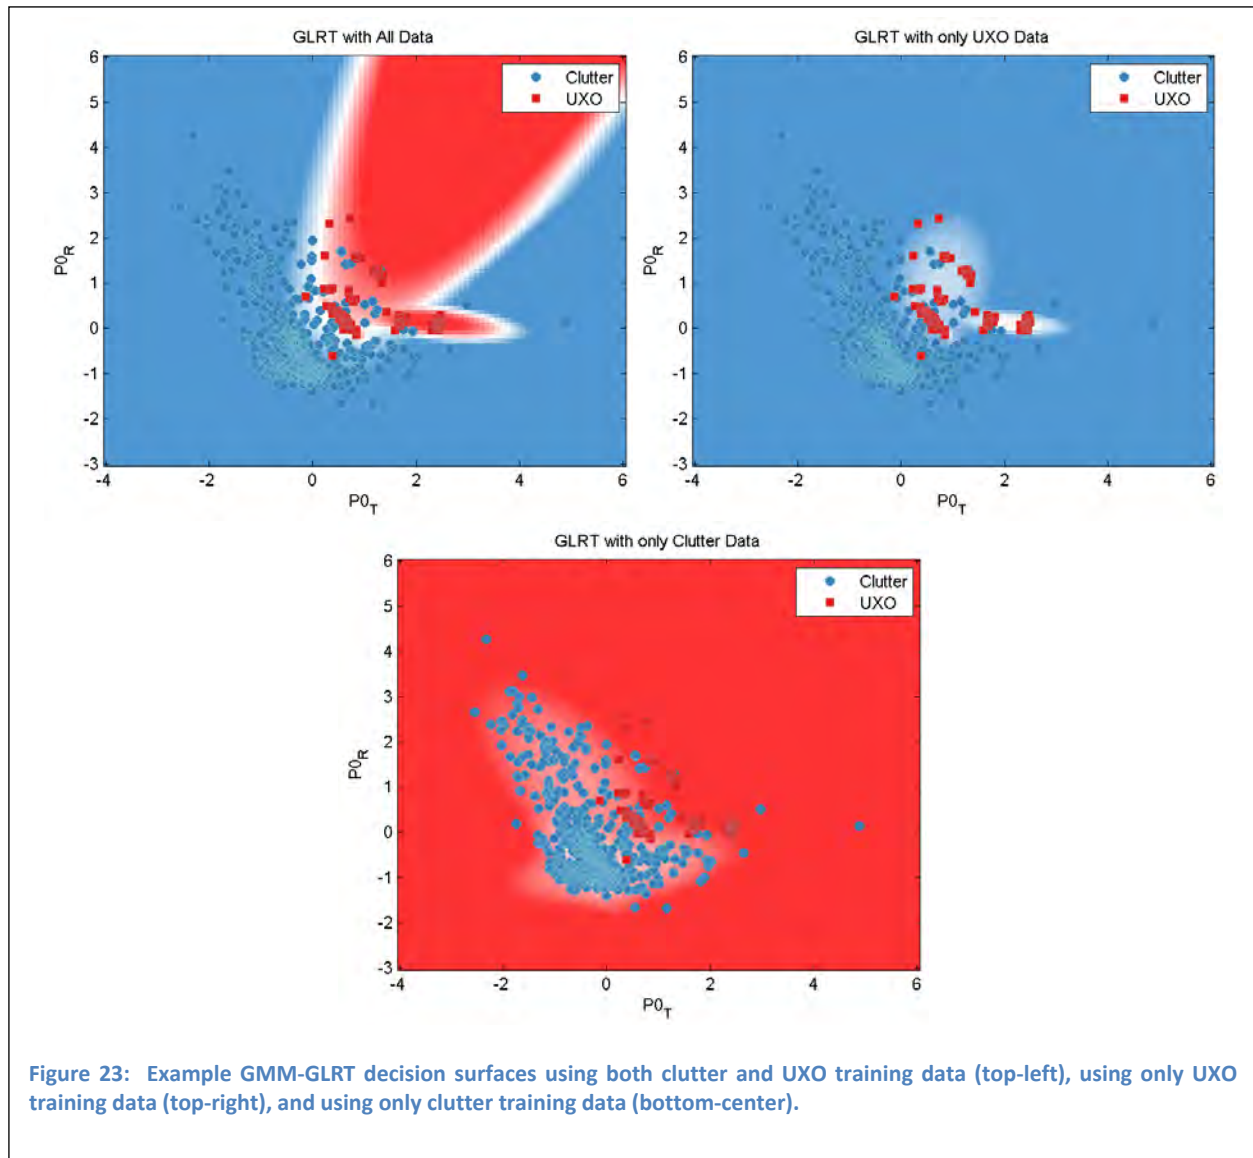 GLRT with All Data
6
5
4
3
2
1
0
-1
-2
-3
P0R
Clutter
UXO
-4
-2
0
2
4
6
P0T
GLRT with only UXO Data
6
5
4
3
2
1
0
-1
-2
-3
P0R
Clutter
UXO
-4
-2
0
2
4
6
P0T
GLRT with only Clutter Data
6
5
4
3
2
1
0
-1
-2
-3
P0R
Clutter
UXO
-4
-2
0
2
4
6
P0T
Figure 23: Example GMM-GLRT decision surfaces using both clutter and UXO training data (top-left), using only UXO
training data (top-right), and using only clutter training data (bottom-center).